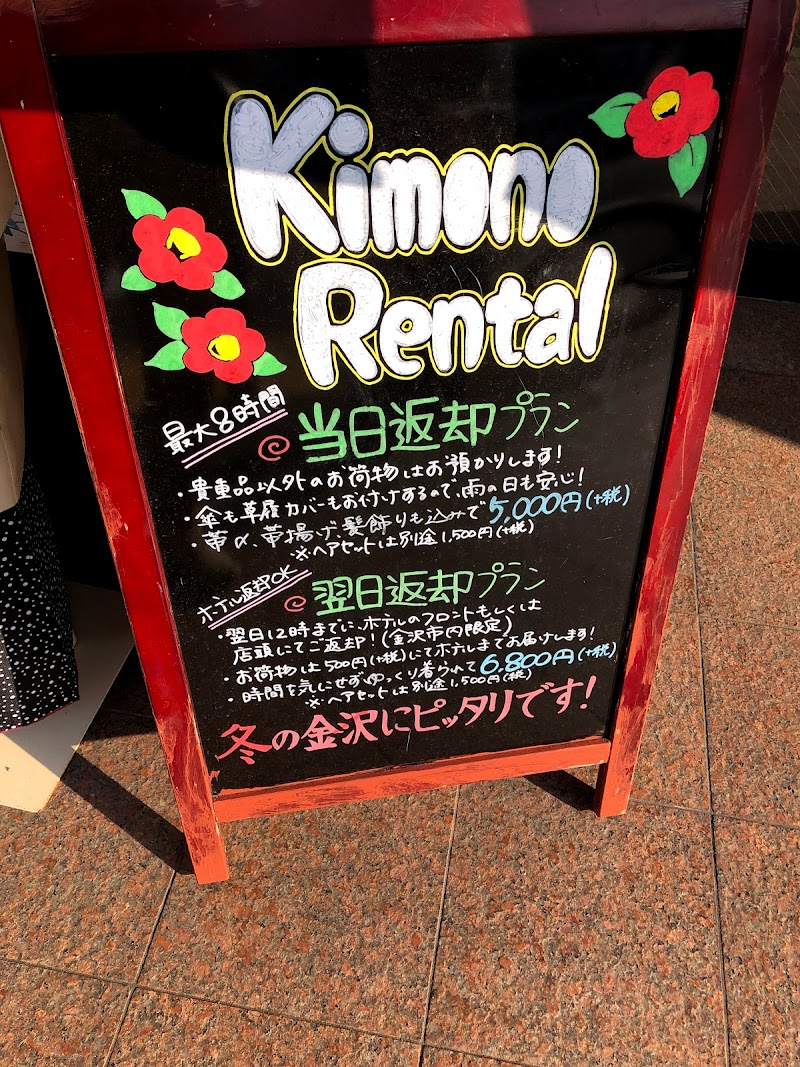 Kimono
Rental
最大8時間
当日返却プラン
・貴重品以外のお荷物はお預かりします!
・傘も草履カバーもお付けするので、雨の日も安心!
・帯〆、帯揚げ、髪飾りも込みで 5,000円(+税)
※ヘアセットは別途1,500円(+税)
ホテル返却OK
翌日返却プラン
・翌日12時までに、ホテルのフロントもしくは
店頭にてご返却!(金沢市内限定)
・お荷物は500円(+税)にてホテルまでお届けします!
・時間を気にせずゆっくり着られて 6,800円(+税)
※ヘアセットは別途1,500円(税)
冬の金沢にピッタリです!